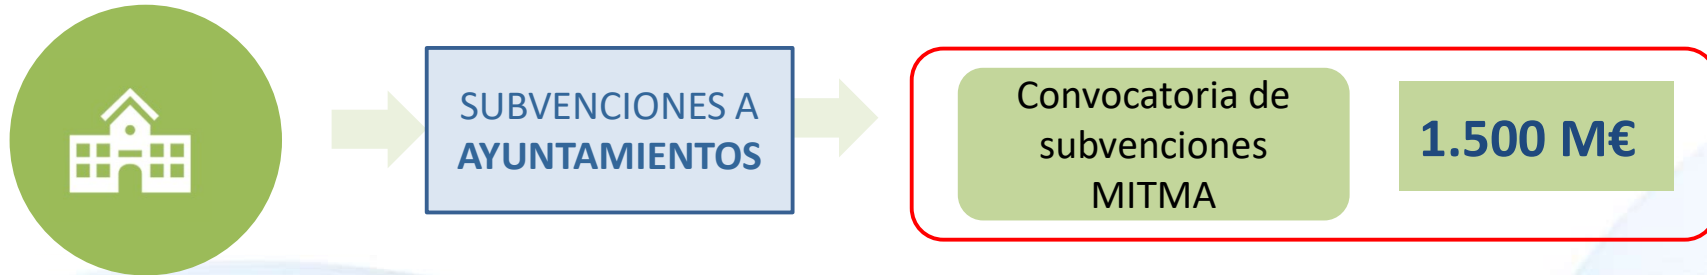 SUBVENCIONES A
AYUNTAMIENTOS
Convocatoria de
subvenciones
MITMA
1.500 M€